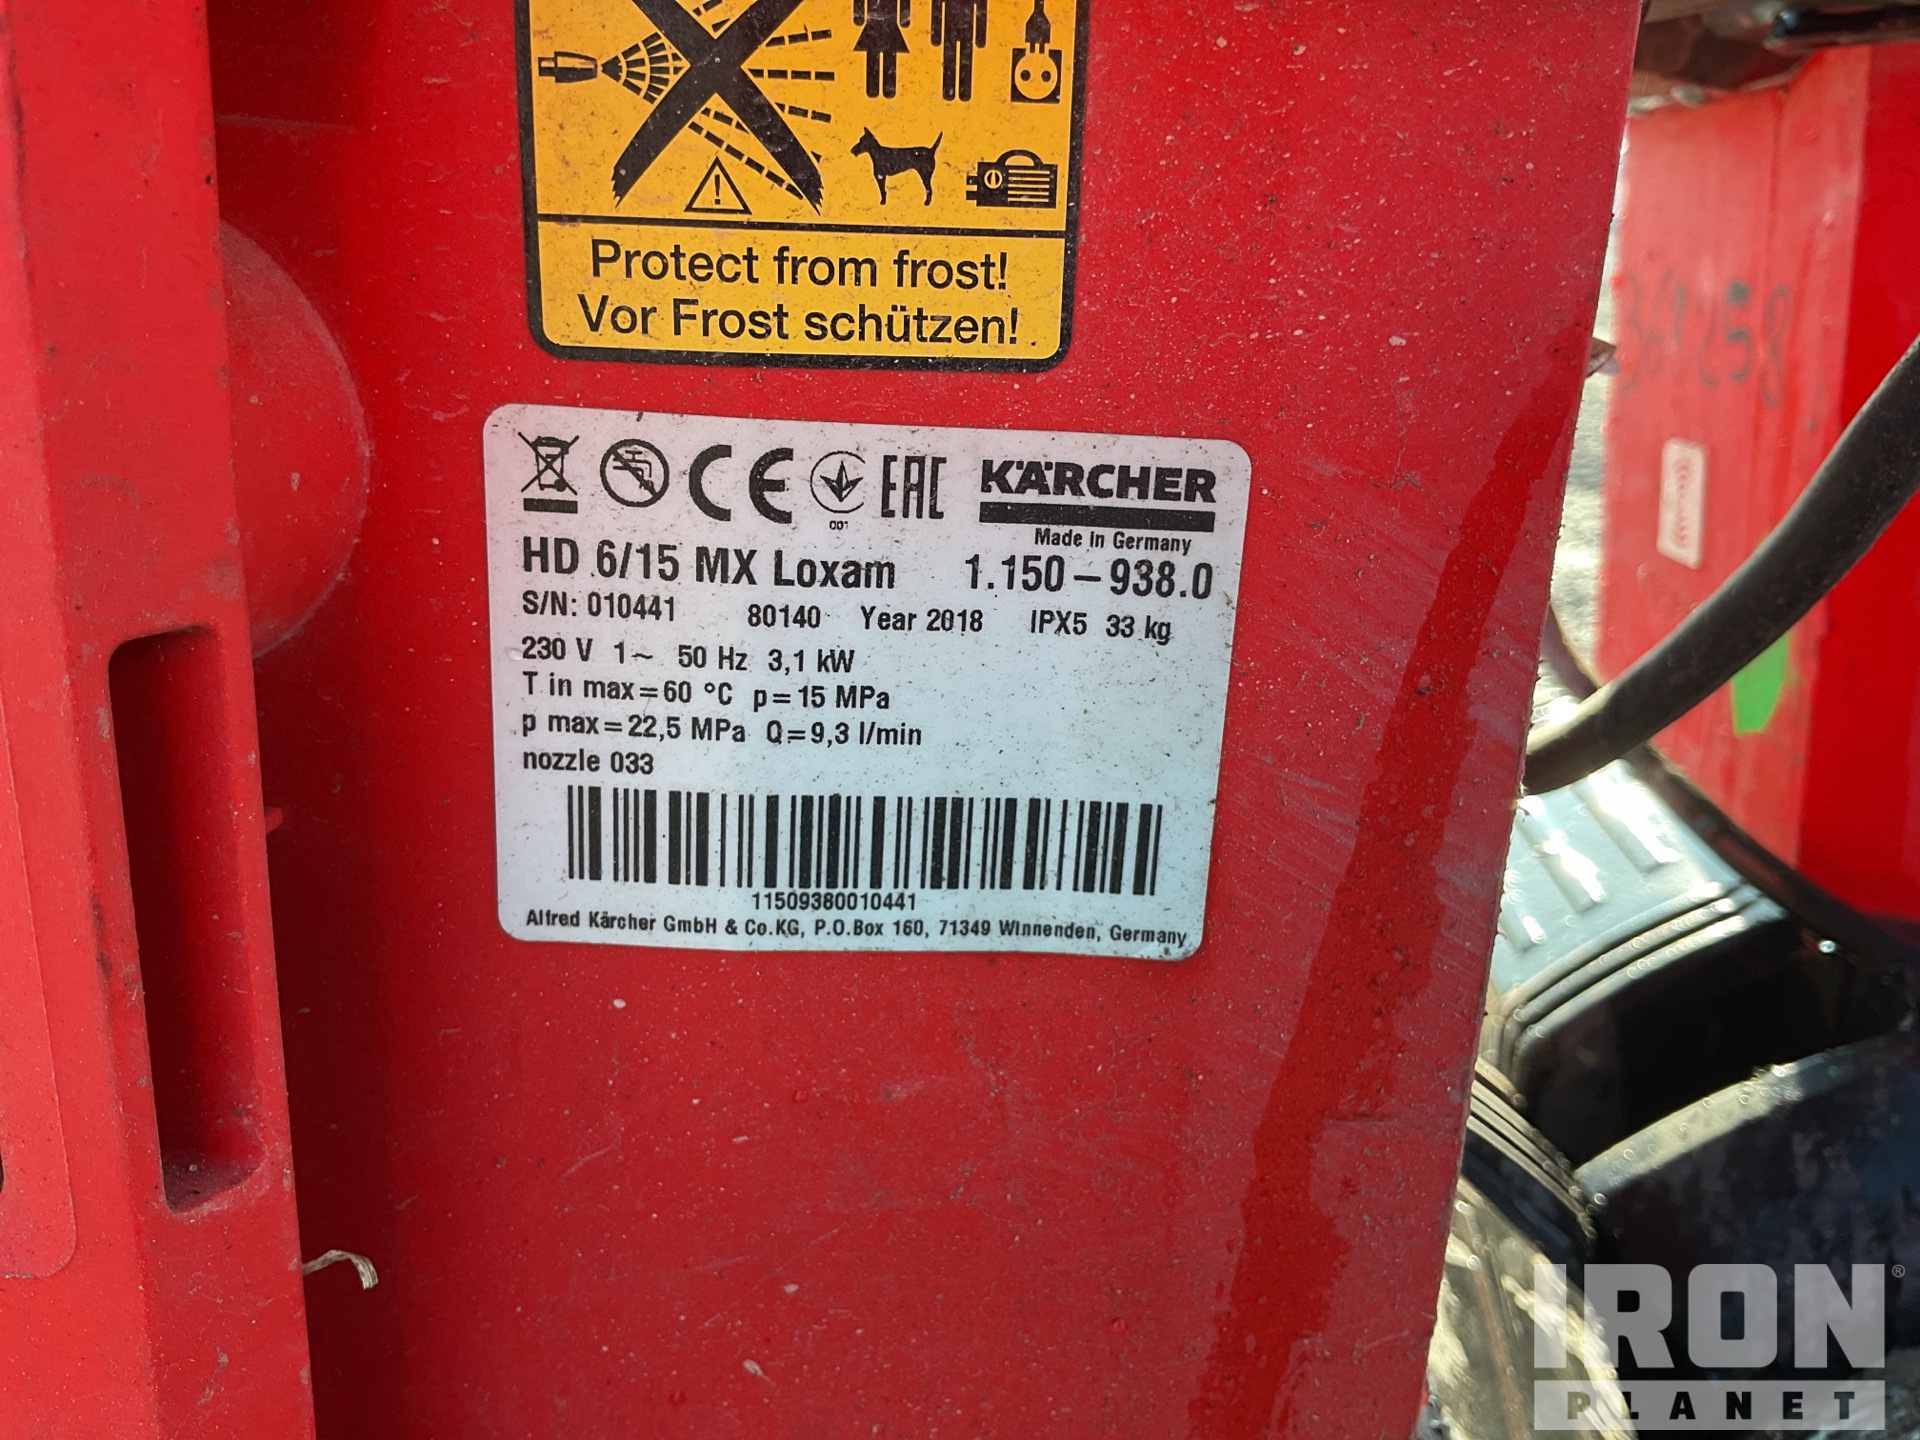 Protect from frost!
Vor Frost schützen!
CE 001 EAC KÄRCHER
Made in Germany
HD 6/15 MX Loxam 1.150-938.0
S/N: 010441 80140 Year 2018 IPX5 33 kg
230 V 1~ 50 Hz 3,1 kW
T in max=60 °C p=15 MPa
p max=22,5 MPa Q=9,3 l/min
nozzle 033
11509380010441
Alfred Kärcher GmbH & Co.KG, P.O.Box 160, 71349 Winnenden, Germany
IRON®
PLANET